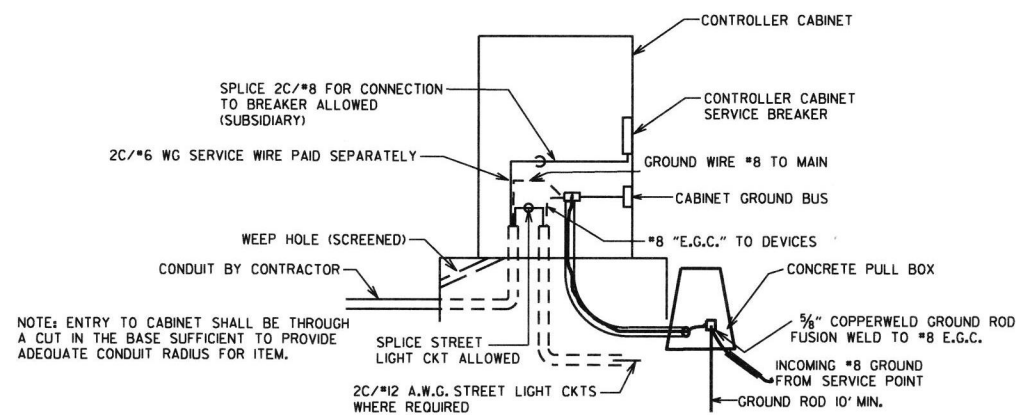 CONTROLLER CABINET
SPLICE 2C/#8 FOR CONNECTION
TO BREAKER ALLOWED
(SUBSIDIARY)
CONTROLLER CABINET
SERVICE BREAKER
2C/#6 WG SERVICE WIRE PAID SEPARATELY
GROUND WIRE #8 TO MAIN
CABINET GROUND BUS
WEEP HOLE (SCREENED)
#8 "E.G.C." TO DEVICES
CONDUIT BY CONTRACTOR
CONCRETE PULL BOX
NOTE: ENTRY TO CABINET SHALL BE THROUGH
A CUT IN THE BASE SUFFICIENT TO PROVIDE
ADEQUATE CONDUIT RADIUS FOR ITEM.
SPLICE STREET
LIGHT CKT ALLOWED
5/8" COPPERWELD GROUND ROD
FUSION WELD TO #8 E.G.C.
INCOMING #8 GROUND
FROM SERVICE POINT
2C/#12 A.W.G. STREET LIGHT CKTS
WHERE REQUIRED
GROUND ROD 10' MIN.